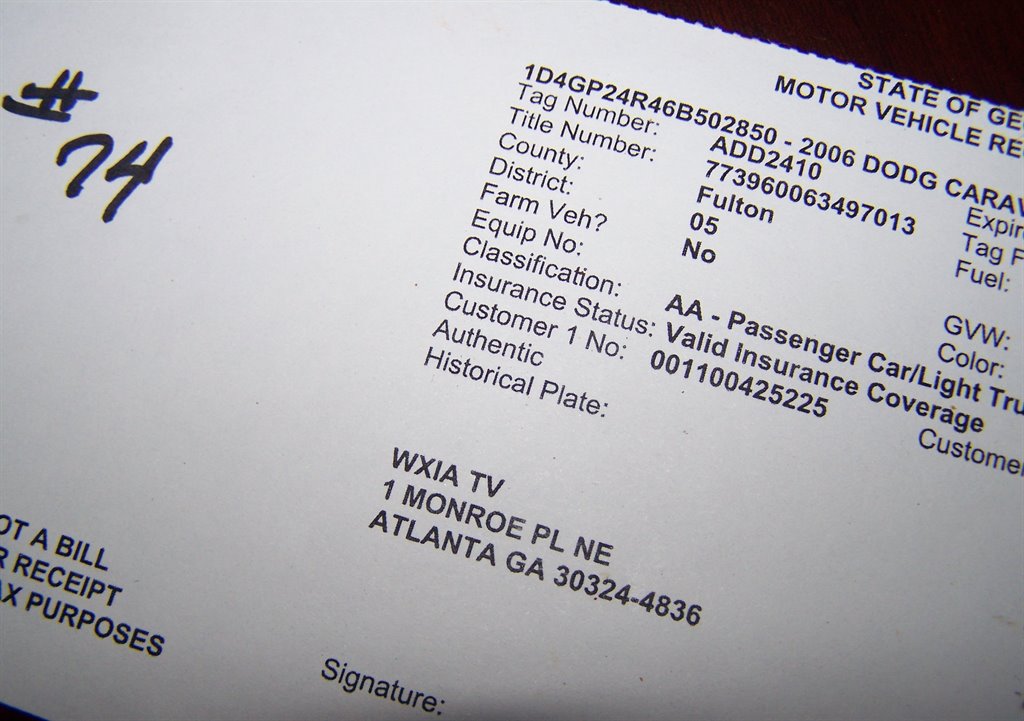 #
74
STATE OF GE
MOTOR VEHICLE RE
1D4GP24R46B502850 - 2006 DODG CARAV
Tag Number: ADD2410
Title Number: 773960063497013
County: Fulton
District: 05
Farm Veh? No
Equip No:
Classification: AA - Passenger Car/Light Tru
Insurance Status: Valid Insurance Coverage
Customer 1 No: 001100425225
Authentic
Historical Plate:
Expir
Tag F
Fuel:
GVW:
Color:
Customer
WXIA TV
1 MONROE PL NE
ATLANTA GA 30324-4836
OT A BILL
R RECEIPT
AX PURPOSES
Signature: